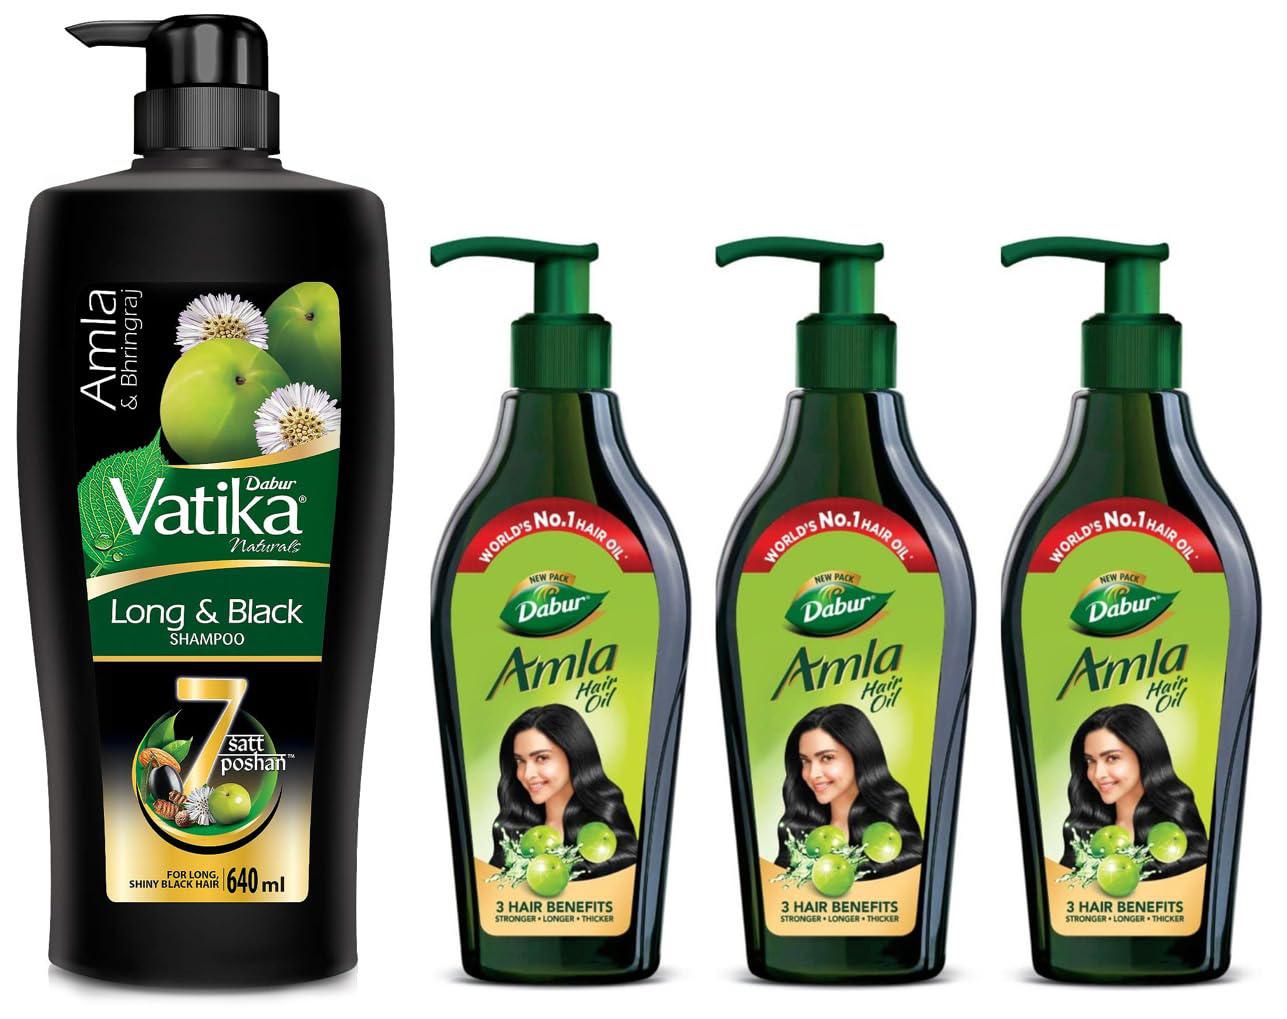 Amla
& Bhringraj
Dabur
Vatika®
Naturals
Long & Black
SHAMPOO
7
satt
poshan™
FOR LONG,
SHINY BLACK HAIR
640 ml
WORLD'S No.1 HAIR OIL*
NEW PACK
Dabur®
Amla
Hair
Oil
3 HAIR BENEFITS
STRONGER • LONGER • THICKER
WORLD'S No.1 HAIR OIL*
NEW PACK
Dabur®
Amla
Hair
Oil
3 HAIR BENEFITS
STRONGER • LONGER • THICKER
WORLD'S No.1 HAIR OIL*
NEW PACK
Dabur®
Amla
Hair
Oil
3 HAIR BENEFITS
STRONGER • LONGER • THICKER